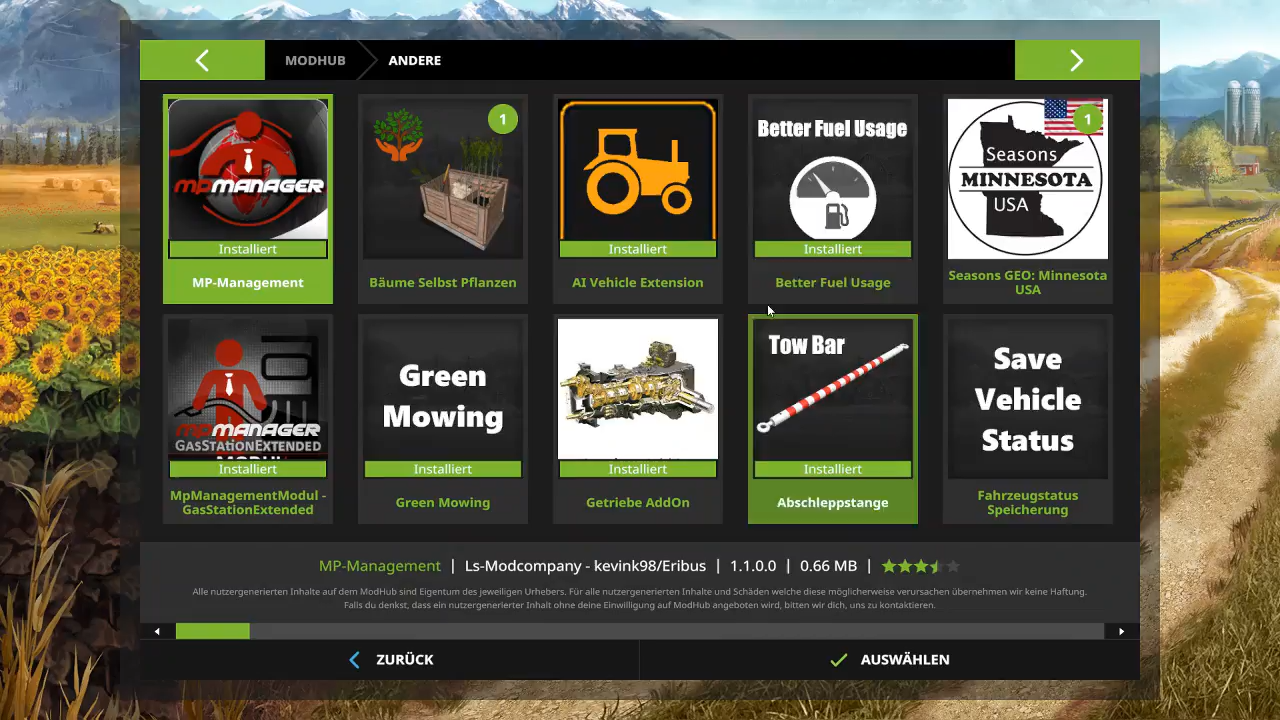 MODHUB
ANDERE
mpMANAGER
Installiert
MP-Management
1
Bäume Selbst Pflanzen
Installiert
AI Vehicle Extension
Better Fuel Usage
Installiert
Better Fuel Usage
1
Seasons
MINNESOTA
USA
Seasons GEO: Minnesota
USA
mpMANAGER
GASSTATIONEXTENDED
Installiert
MpManagementModul -
GasStationExtended
Green
Mowing
Installiert
Green Mowing
Installiert
Getriebe AddOn
Tow Bar
Installiert
Abschleppstange
Save
Vehicle
Status
Fahrzeugstatus
Speicherung
MP-Management | Ls-Modcompany - kevink98/Eribus | 1.1.0.0 | 0.66 MB |
Alle nutzergenerierten Inhalte auf dem ModHub sind Eigentum des jeweiligen Urhebers. Für alle nutzergenerierten Inhalte und Schäden welche diese möglicherweise verursachen übernehmen wir keine Haftung.
Falls du denkst, dass ein nutzergenerierter Inhalt ohne deine Einwilligung auf ModHub angeboten wird, bitten wir dich, uns zu kontaktieren.
ZURÜCK
AUSWÄHLEN